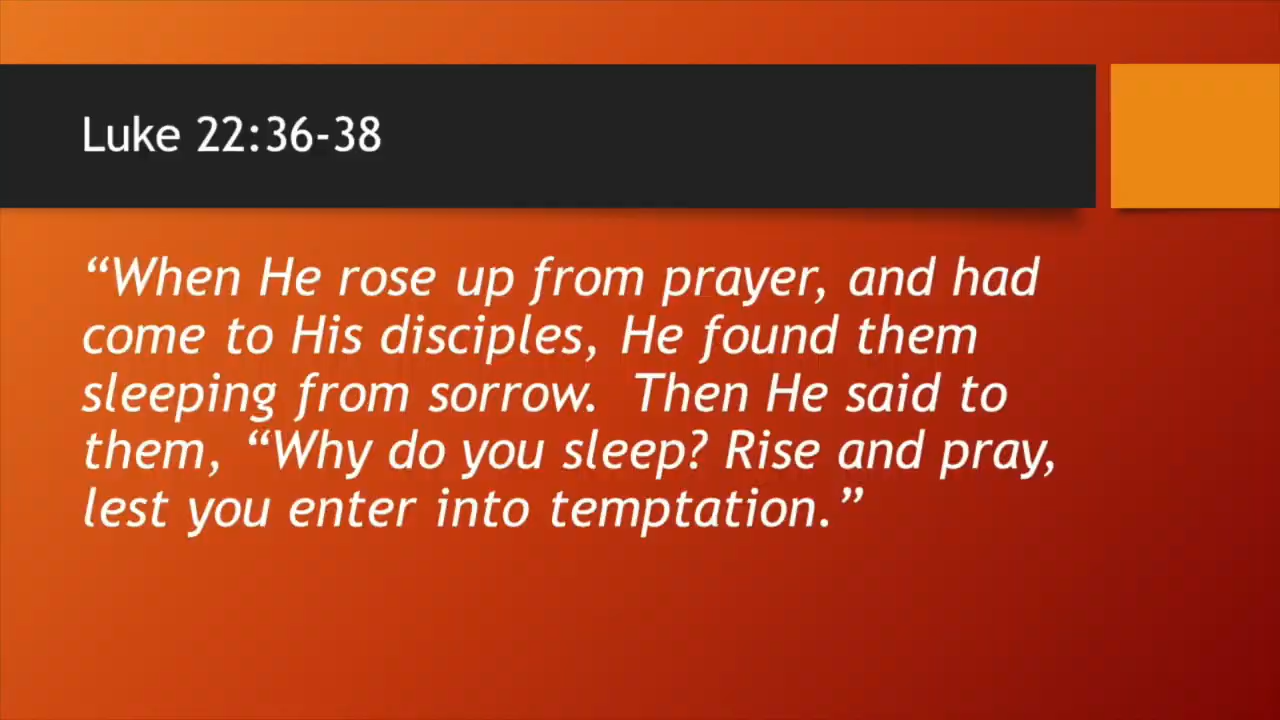 Luke 22:36-38
“When He rose up from prayer, and had
come to His disciples, He found them
sleeping from sorrow.  Then He said to
them, “Why do you sleep? Rise and pray,
lest you enter into temptation.”